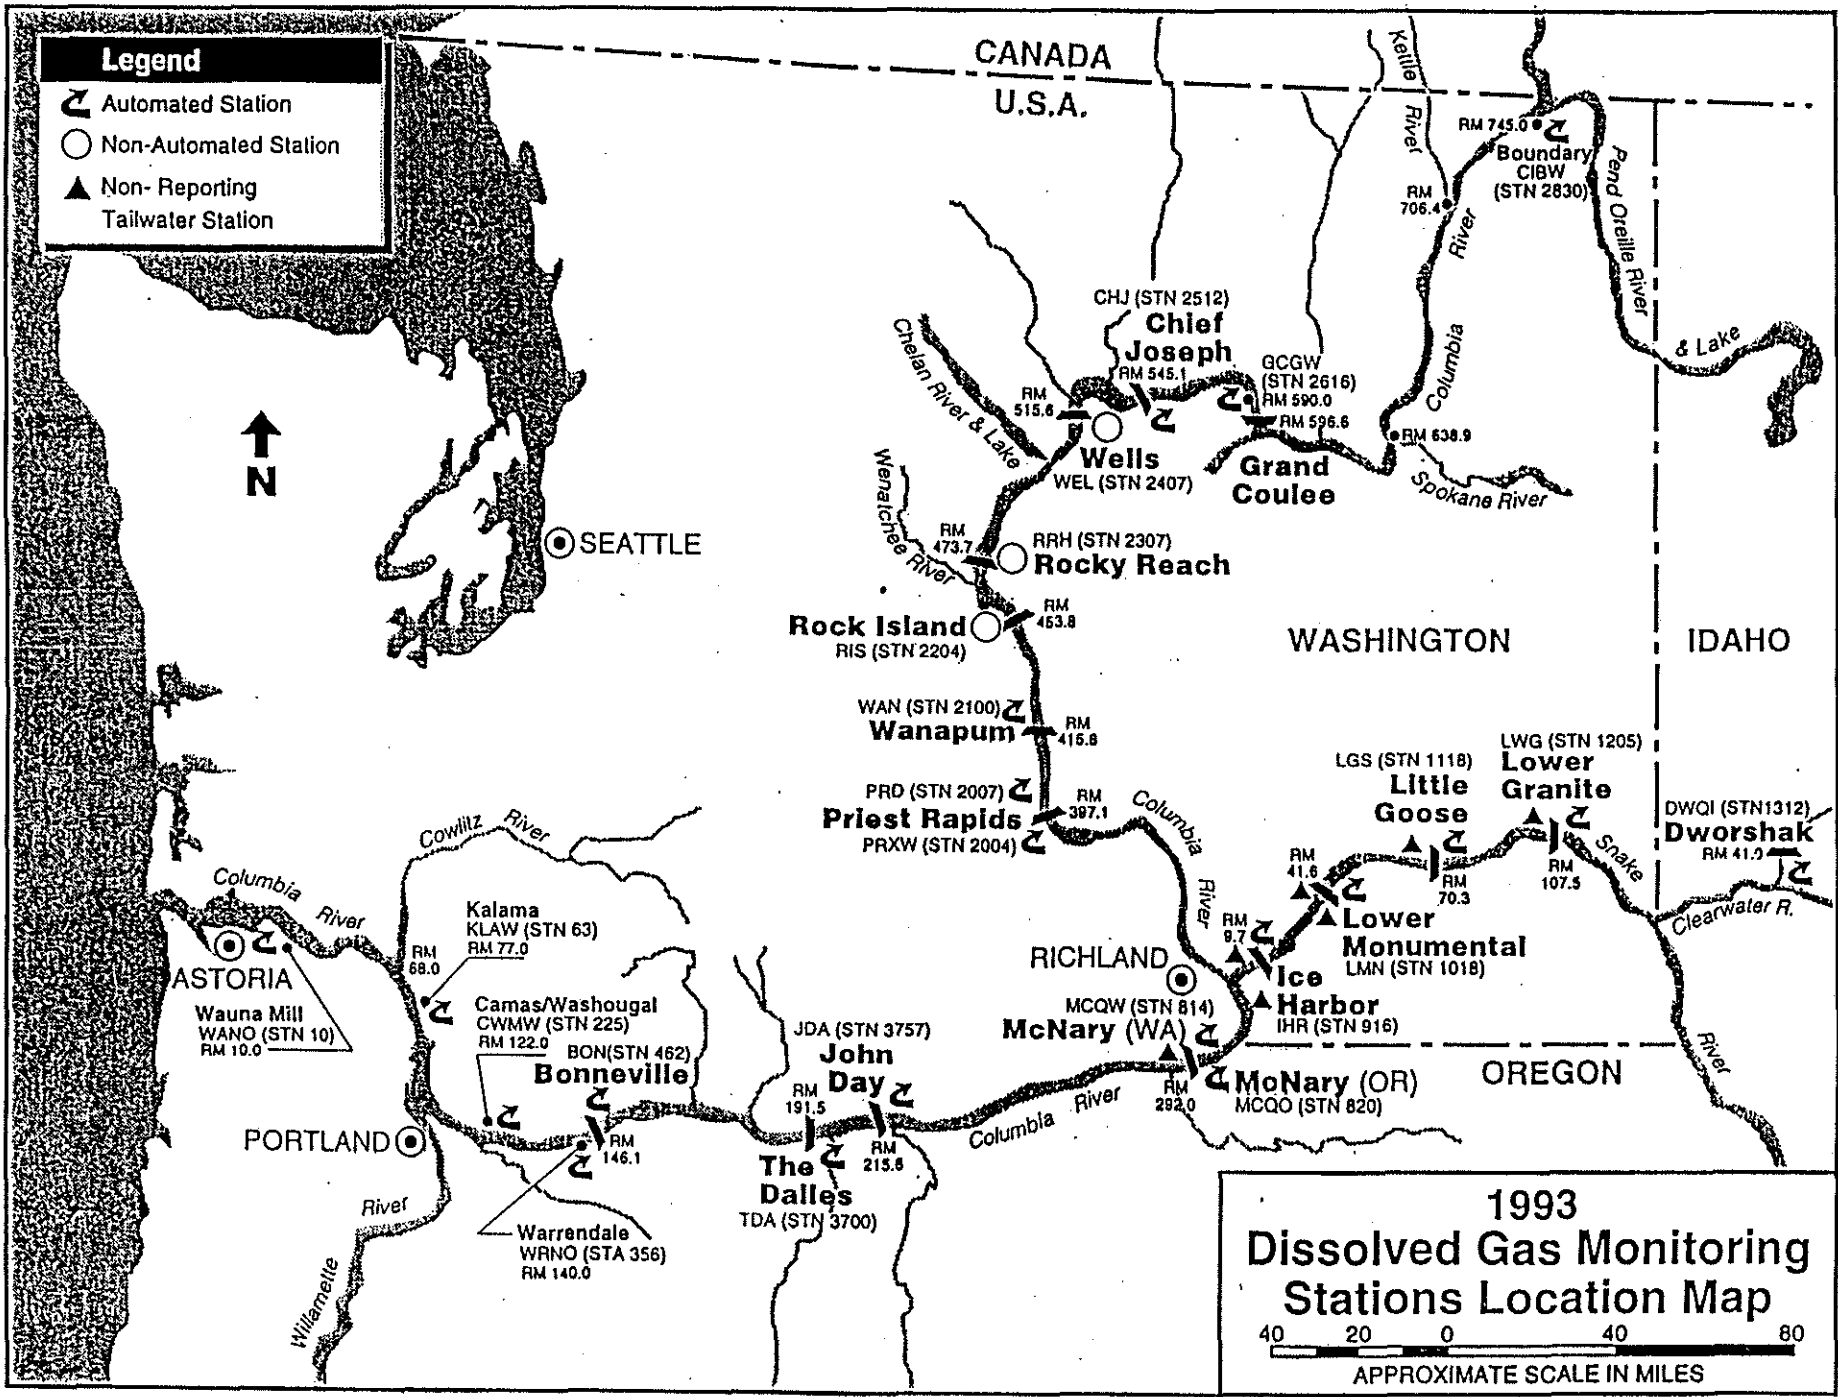 Legend
Automated Station
Non-Automated Station
Non- Reporting
Tailwater Station
CANADA
U.S.A.
Kettle
River
RM 745.0
Boundary
CIBW
(STN 2830)
Pend Oreille River
& Lake
RM
706.4
River
Columbia
CHJ (STN 2512)
Chief
Joseph
RM 545.1
GCGW
(STN 2616)
RM 590.0
RM 596.6
RM 638.9
Grand
Coulee
Spokane River
Chelan River & Lake
RM
515.6
Wells
WEL (STN 2407)
Wenatchee
River
RM
473.7
RRH (STN 2307)
Rocky Reach
Rock Island
RIS (STN 2204)
RM
453.8
N
SEATTLE
WASHINGTON
IDAHO
WAN (STN 2100)
Wanapum
RM
415.8
PRD (STN 2007)
Priest Rapids
PRXW (STN 2004)
RM
397.1
Columbia
River
LGS (STN 1118)
Little
Goose
RM
70.3
LWG (STN 1205)
Lower
Granite
RM
107.5
Snake
River
DWQI (STN1312)
Dworshak
RM 41.9
Clearwater R.
RM
41.6
Lower
Monumental
LMN (STN 1018)
RM
9.7
Ice
Harbor
IHR (STN 916)
RICHLAND
MCQW (STN 814)
McNary (WA)
RM
292.0
McNary (OR)
MCQO (STN 820)
OREGON
Cowlitz River
Columbia River
ASTORIA
Wauna Mill
WANO (STN 10)
RM 10.0
RM
68.0
Kalama
KLAW (STN 63)
RM 77.0
Camas/Washougal
CWMW (STN 225)
RM 122.0
BON(STN 462)
Bonneville
RM
146.1
PORTLAND
River
Willamette
Warrendale
WRNO (STA 356)
RM 140.0
JDA (STN 3757)
John
Day
RM
191.5
RM
215.6
The
Dalles
TDA (STN 3700)
Columbia River
1993
Dissolved Gas Monitoring
Stations Location Map
40 20 0 40 80
APPROXIMATE SCALE IN MILES